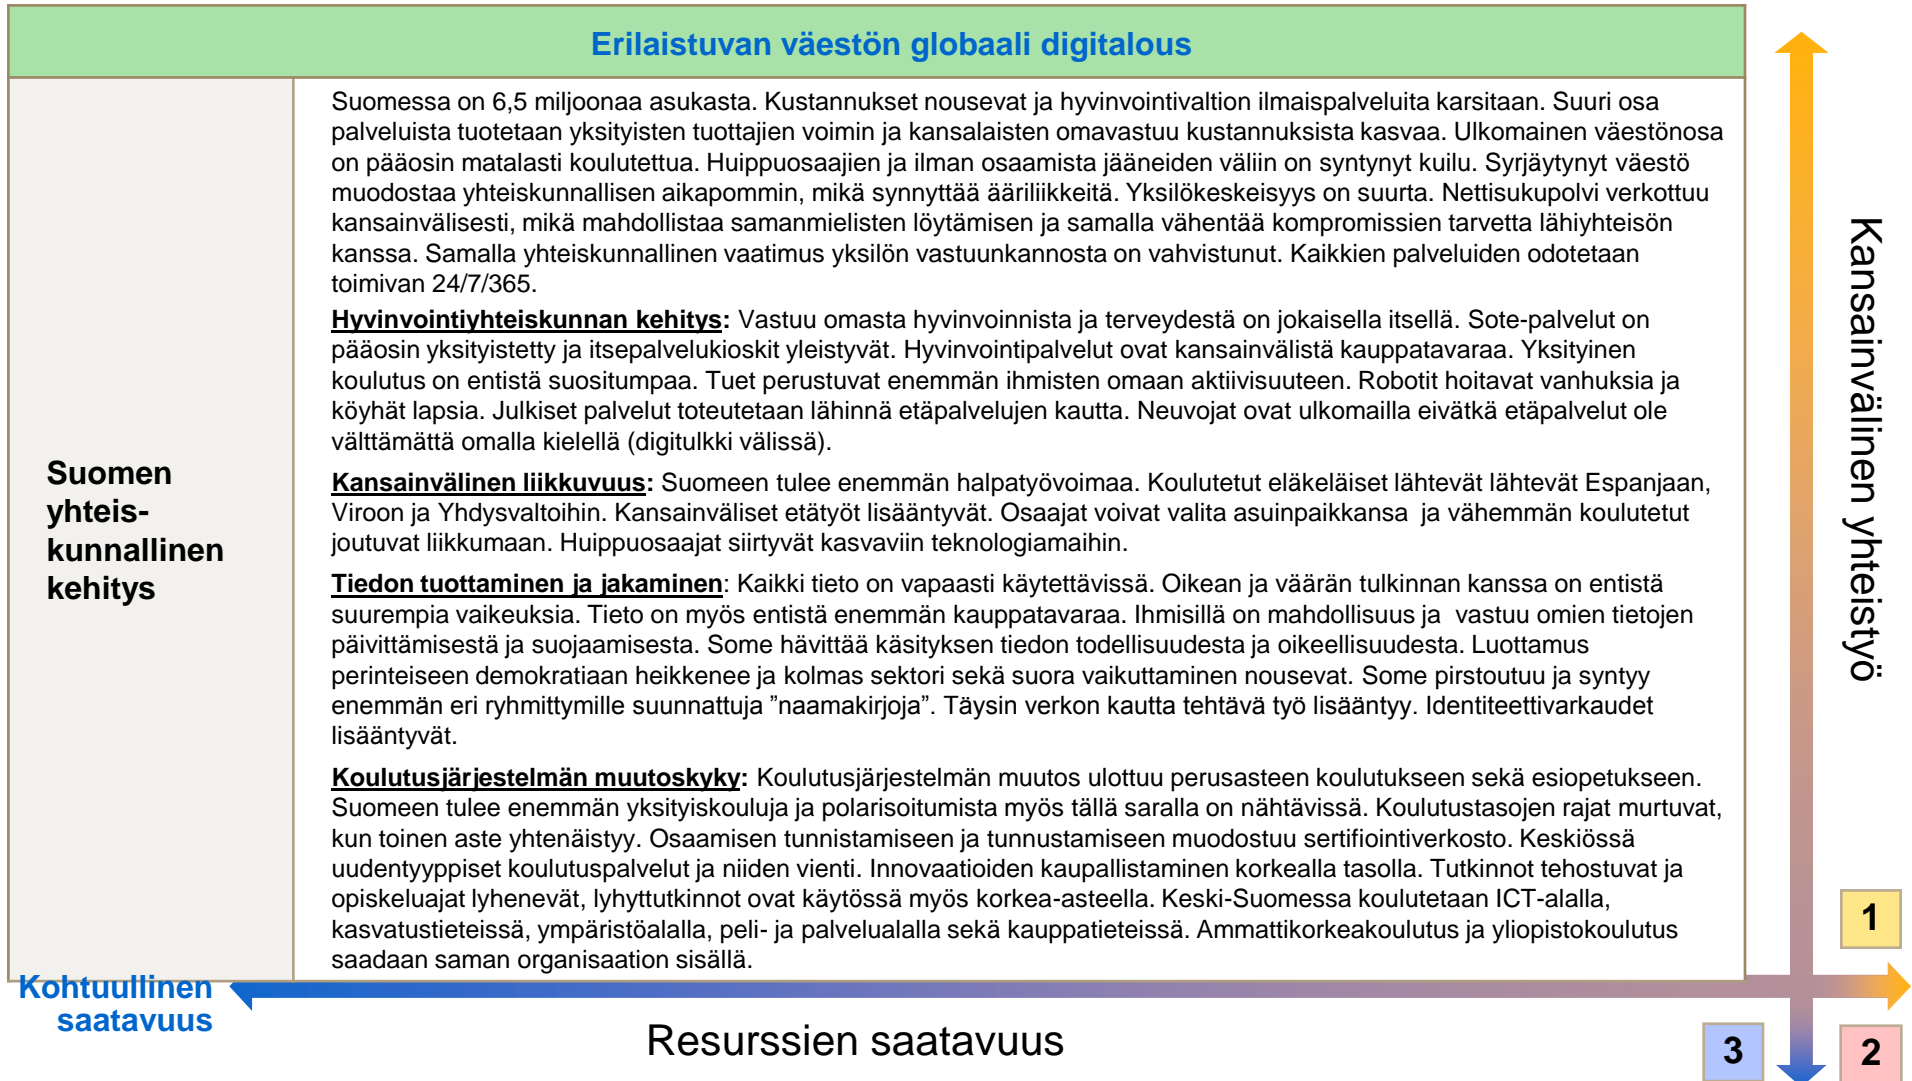 Erilaistuvan väestön globaali digitalous
Suomen
yhteis-
kunnallinen
kehitys
Suomessa on 6,5 miljoonaa asukasta. Kustannukset nousevat ja hyvinvointivaltion ilmaispalveluita karsitaan. Suuri osa
palveluista tuotetaan yksityisten tuottajien voimin ja kansalaisten omavastuu kustannuksista kasvaa. Ulkomainen väestönosa
on pääosin matalasti koulutettua. Huippuosaajien ja ilman osaamista jääneiden väliin on syntynyt kuilu. Syrjäytynyt väestö
muodostaa yhteiskunnallisen aikapommin, mikä synnyttää ääriliikkeitä. Yksilökeskeisyys on suurta. Nettisukupolvi verkottuu
kansainvälisesti, mikä mahdollistaa samanmielisten löytämisen ja samalla vähentää kompromissien tarvetta lähiyhteisön
kanssa. Samalla yhteiskunnallinen vaatimus yksilön vastuunkannosta on vahvistunut. Kaikkien palveluiden odotetaan
toimivan 24/7/365.
Hyvinvointiyhteiskunnan kehitys: Vastuu omasta hyvinvoinnista ja terveydestä on jokaisella itsellä. Sote-palvelut on
pääosin yksityistetty ja itsepalvelukioskit yleistyvät. Hyvinvointipalvelut ovat kansainvälistä kauppatavaraa. Yksityinen
koulutus on entistä suositumpaa. Tuet perustuvat enemmän ihmisten omaan aktiivisuuteen. Robotit hoitavat vanhuksia ja
köyhät lapsia. Julkiset palvelut toteutetaan lähinnä etäpalvelujen kautta. Neuvojat ovat ulkomailla eivätkä etäpalvelut ole
välttämättä omalla kielellä (digitulkki välissä).
Kansainvälinen liikkuvuus: Suomeen tulee enemmän halpatyövoimaa. Koulutetut eläkeläiset lähtevät lähtevät Espanjaan,
Viroon ja Yhdysvaltoihin. Kansainväliset etätyöt lisääntyvät. Osaajat voivat valita asuinpaikkansa  ja vähemmän koulutetut
joutuvat liikkumaan. Huippuosaajat siirtyvät kasvaviin teknologiamaihin.
Tiedon tuottaminen ja jakaminen: Kaikki tieto on vapaasti käytettävissä. Oikean ja väärän tulkinnan kanssa on entistä
suurempia vaikeuksia. Tieto on myös entistä enemmän kauppatavaraa. Ihmisillä on mahdollisuus ja  vastuu omien tietojen
päivittämisestä ja suojaamisesta. Some hävittää käsityksen tiedon todellisuudesta ja oikeellisuudesta. Luottamus
perinteiseen demokratiaan heikkenee ja kolmas sektori sekä suora vaikuttaminen nousevat. Some pirstoutuu ja syntyy
enemmän eri ryhmittymille suunnattuja ”naamakirjoja”. Täysin verkon kautta tehtävä työ lisääntyy. Identiteettivarkaudet
lisääntyvät.
Koulutusjärjestelmän muutoskyky: Koulutusjärjestelmän muutos ulottuu perusasteen koulutukseen sekä esiopetukseen.
Suomeen tulee enemmän yksityiskouluja ja polarisoitumista myös tällä saralla on nähtävissä. Koulutustasojen rajat murtuvat,
kun toinen aste yhtenäistyy. Osaamisen tunnistamiseen ja tunnustamiseen muodostuu sertifiointiverkosto. Keskiössä
uudentyyppiset koulutuspalvelut ja niiden vienti. Innovaatioiden kaupallistaminen korkealla tasolla. Tutkinnot tehostuvat ja
opiskeluajat lyhenevät, lyhyttutkinnot ovat käytössä myös korkea-asteella. Keski-Suomessa koulutetaan ICT-alalla,
kasvatustieteissä, ympäristöalalla, peli- ja palvelualalla sekä kauppatieteissä. Ammattikorkeakoulutus ja yliopistokoulutus
saadaan saman organisaation sisällä.
Kansainvälinen yhteistyö
1
Kohtuullinen
saatavuus
Resurssien saatavuus
3
2